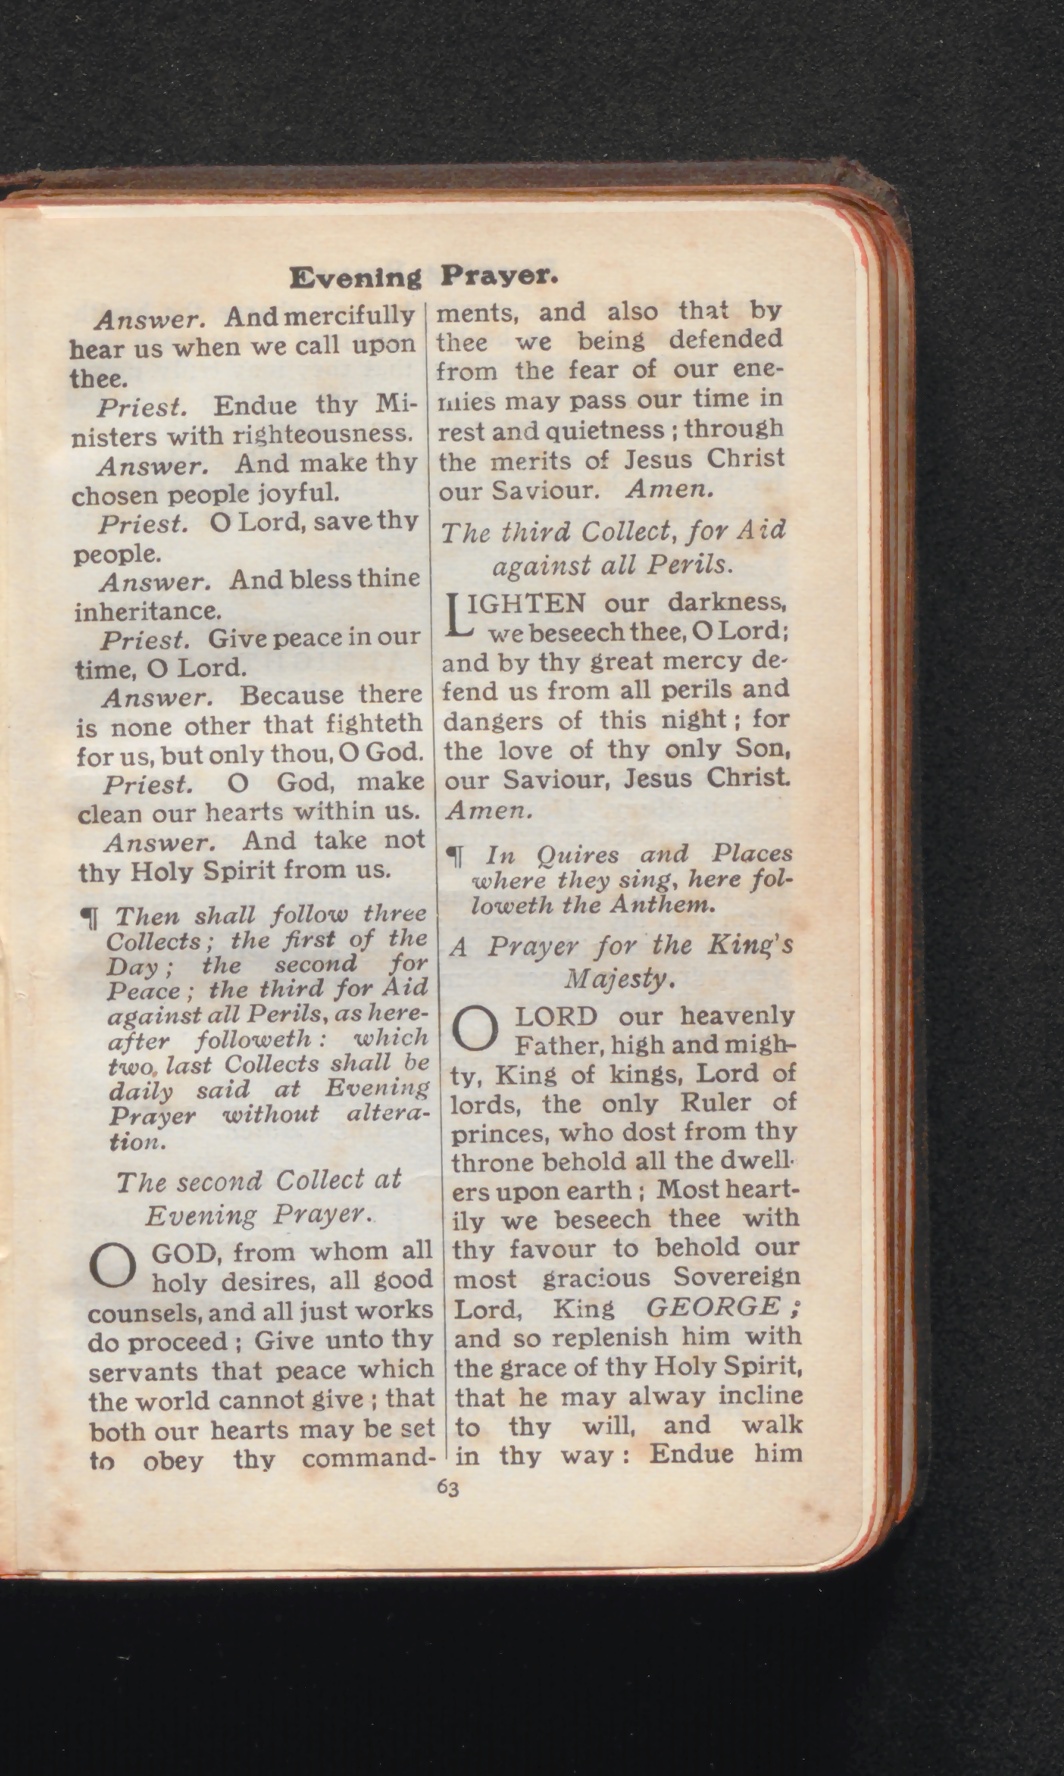 Evening Prayer.
Answer. And mercifully
hear us when we call upon
thee.
Priest. Endue thy Mi-
nisters with righteousness.
Answer. And make thy
chosen people joyful.
Priest. O Lord, save thy
people.
Answer. And bless thine
inheritance.
Priest. Give peace in our
time, O Lord.
Answer. Because there
is none other that fighteth
for us, but only thou, O God.
Priest. O God, make
clean our hearts within us.
Answer. And take not
thy Holy Spirit from us.
¶ Then shall follow three
Collects; the first of the
Day; the second for
Peace; the third for Aid
against all Perils, as here-
after followeth: which
two last Collects shall be
daily said at Evening
Prayer without altera-
tion.
The second Collect at
Evening Prayer.
O GOD, from whom all
holy desires, all good
counsels, and all just works
do proceed; Give unto thy
servants that peace which
the world cannot give; that
both our hearts may be set
to obey thy command-
ments, and also that by
thee we being defended
from the fear of our ene-
mies may pass our time in
rest and quietness; through
the merits of Jesus Christ
our Saviour. Amen.
The third Collect, for Aid
against all Perils.
LIGHTEN our darkness,
we beseech thee, O Lord;
and by thy great mercy de-
fend us from all perils and
dangers of this night; for
the love of thy only Son,
our Saviour, Jesus Christ.
Amen.
¶ In Quires and Places
where they sing, here fol-
loweth the Anthem.
A Prayer for the King's
Majesty.
O LORD our heavenly
Father, high and migh-
ty, King of kings, Lord of
lords, the only Ruler of
princes, who dost from thy
throne behold all the dwell-
ers upon earth; Most heart-
ily we beseech thee with
thy favour to behold our
most gracious Sovereign
Lord, King GEORGE;
and so replenish him with
the grace of thy Holy Spirit,
that he may alway incline
to thy will, and walk
in thy way: Endue him
63